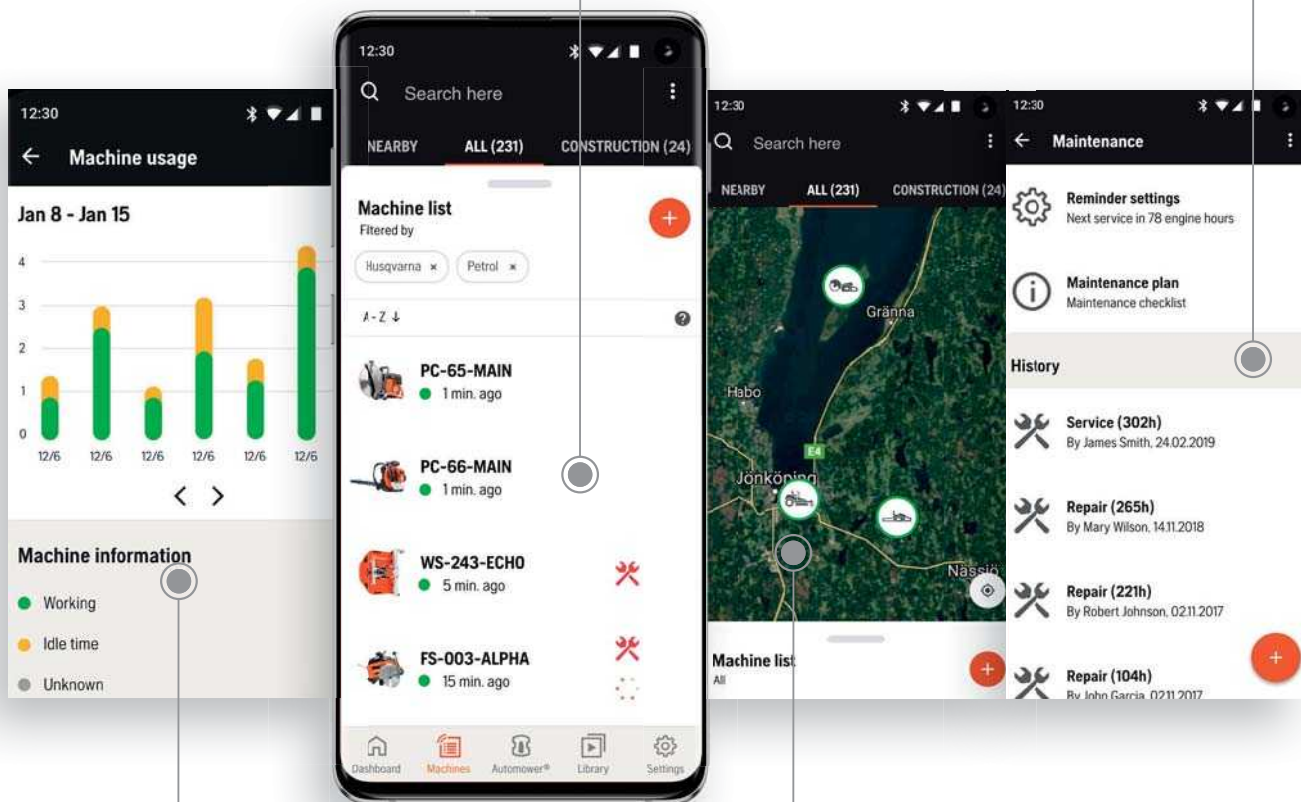 12:30
Machine usage
Jan 8 - Jan 15
4
3
2
1
0
12/6 12/6 12/6 12/6 12/6 12/6
Machine information
Working
Idle time
Unknown
12:30
Search here
NEARBY ALL (231) CONSTRUCTION (24)
Machine list
Filtered by
Husqvarna × Petrol ×
A-Z ↓
PC-65-MAIN
1 min. ago
PC-66-MAIN
1 min. ago
WS-243-ECHO
5 min. ago
FS-003-ALPHA
15 min. ago
Dashboard Machines Automower® Library Settings
12:30
Search here
NEARBY ALL (231) CONSTRUCTION (24)
Gränna
Habo
E4
Jönköping
Nässjö
Machine list
All
12:30
Maintenance
Reminder settings
Next service in 78 engine hours
Maintenance plan
Maintenance checklist
History
Service (302h)
By James Smith, 24.02.2019
Repair (265h)
By Mary Wilson, 14.11.2018
Repair (221h)
By Robert Johnson, 02.11.2017
Repair (104h)
By John Garcia, 02.11.2017